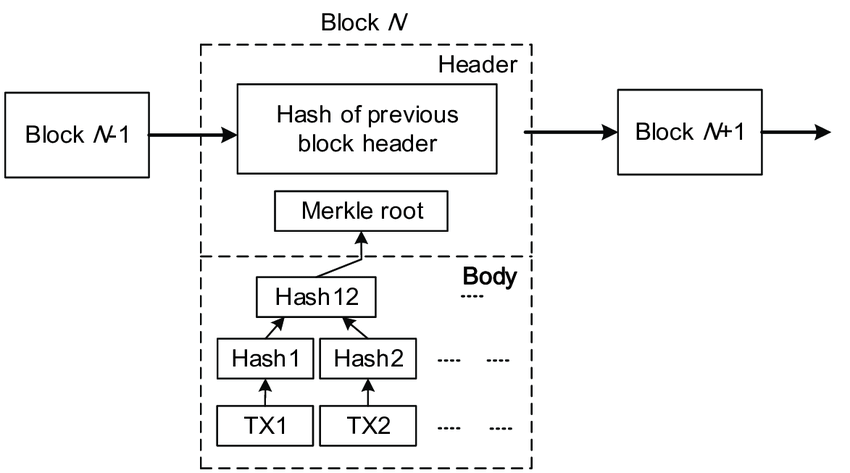 Block N
Header
Block N-1
Hash of previous
block header
Block N+1
Merkle root
Body
Hash12
Hash1
Hash2
TX1
TX2